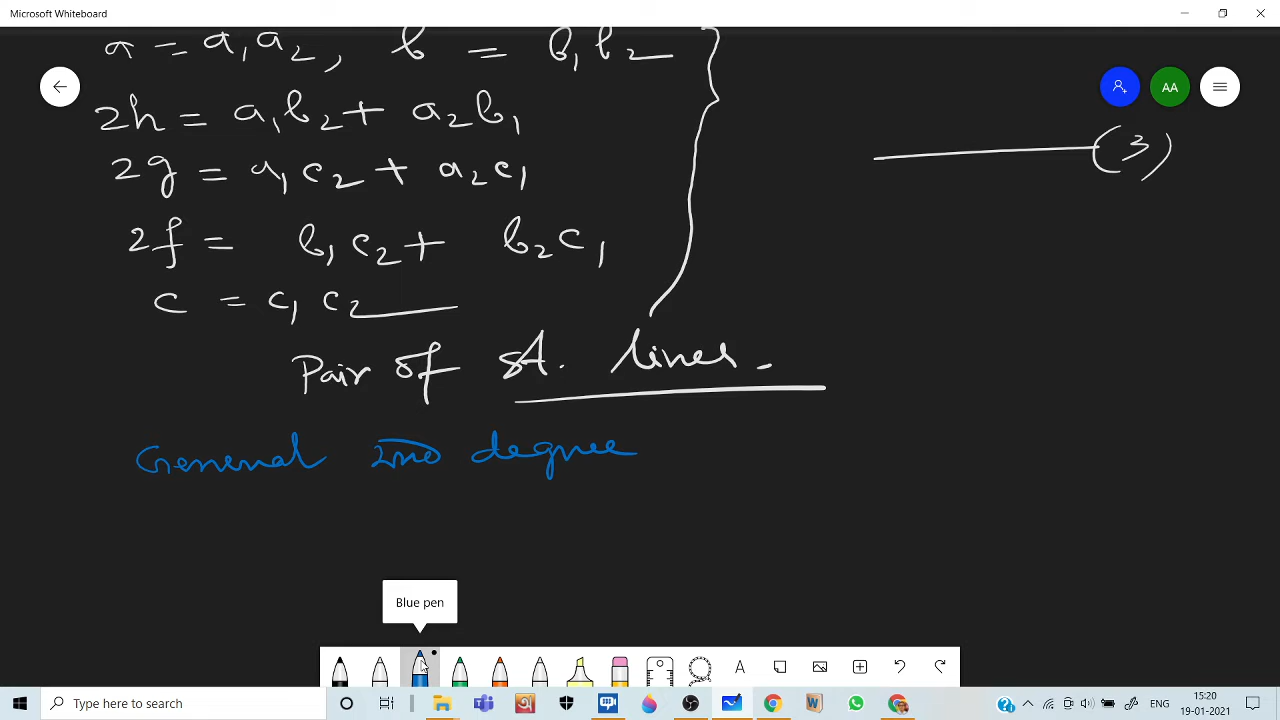 Microsoft Whiteboard
a = a₁a₂, b = b₁b₂
2h = a₁b₂ + a₂b₁
(3)
AA
2g = a₁c₂ + a₂c₁
2f = b₁c₂ + b₂c₁
c = c₁c₂
Pair of st. lines.
General 2nd degree
Blue pen
A
Type here to search
ENG
15:20
19-01-2021